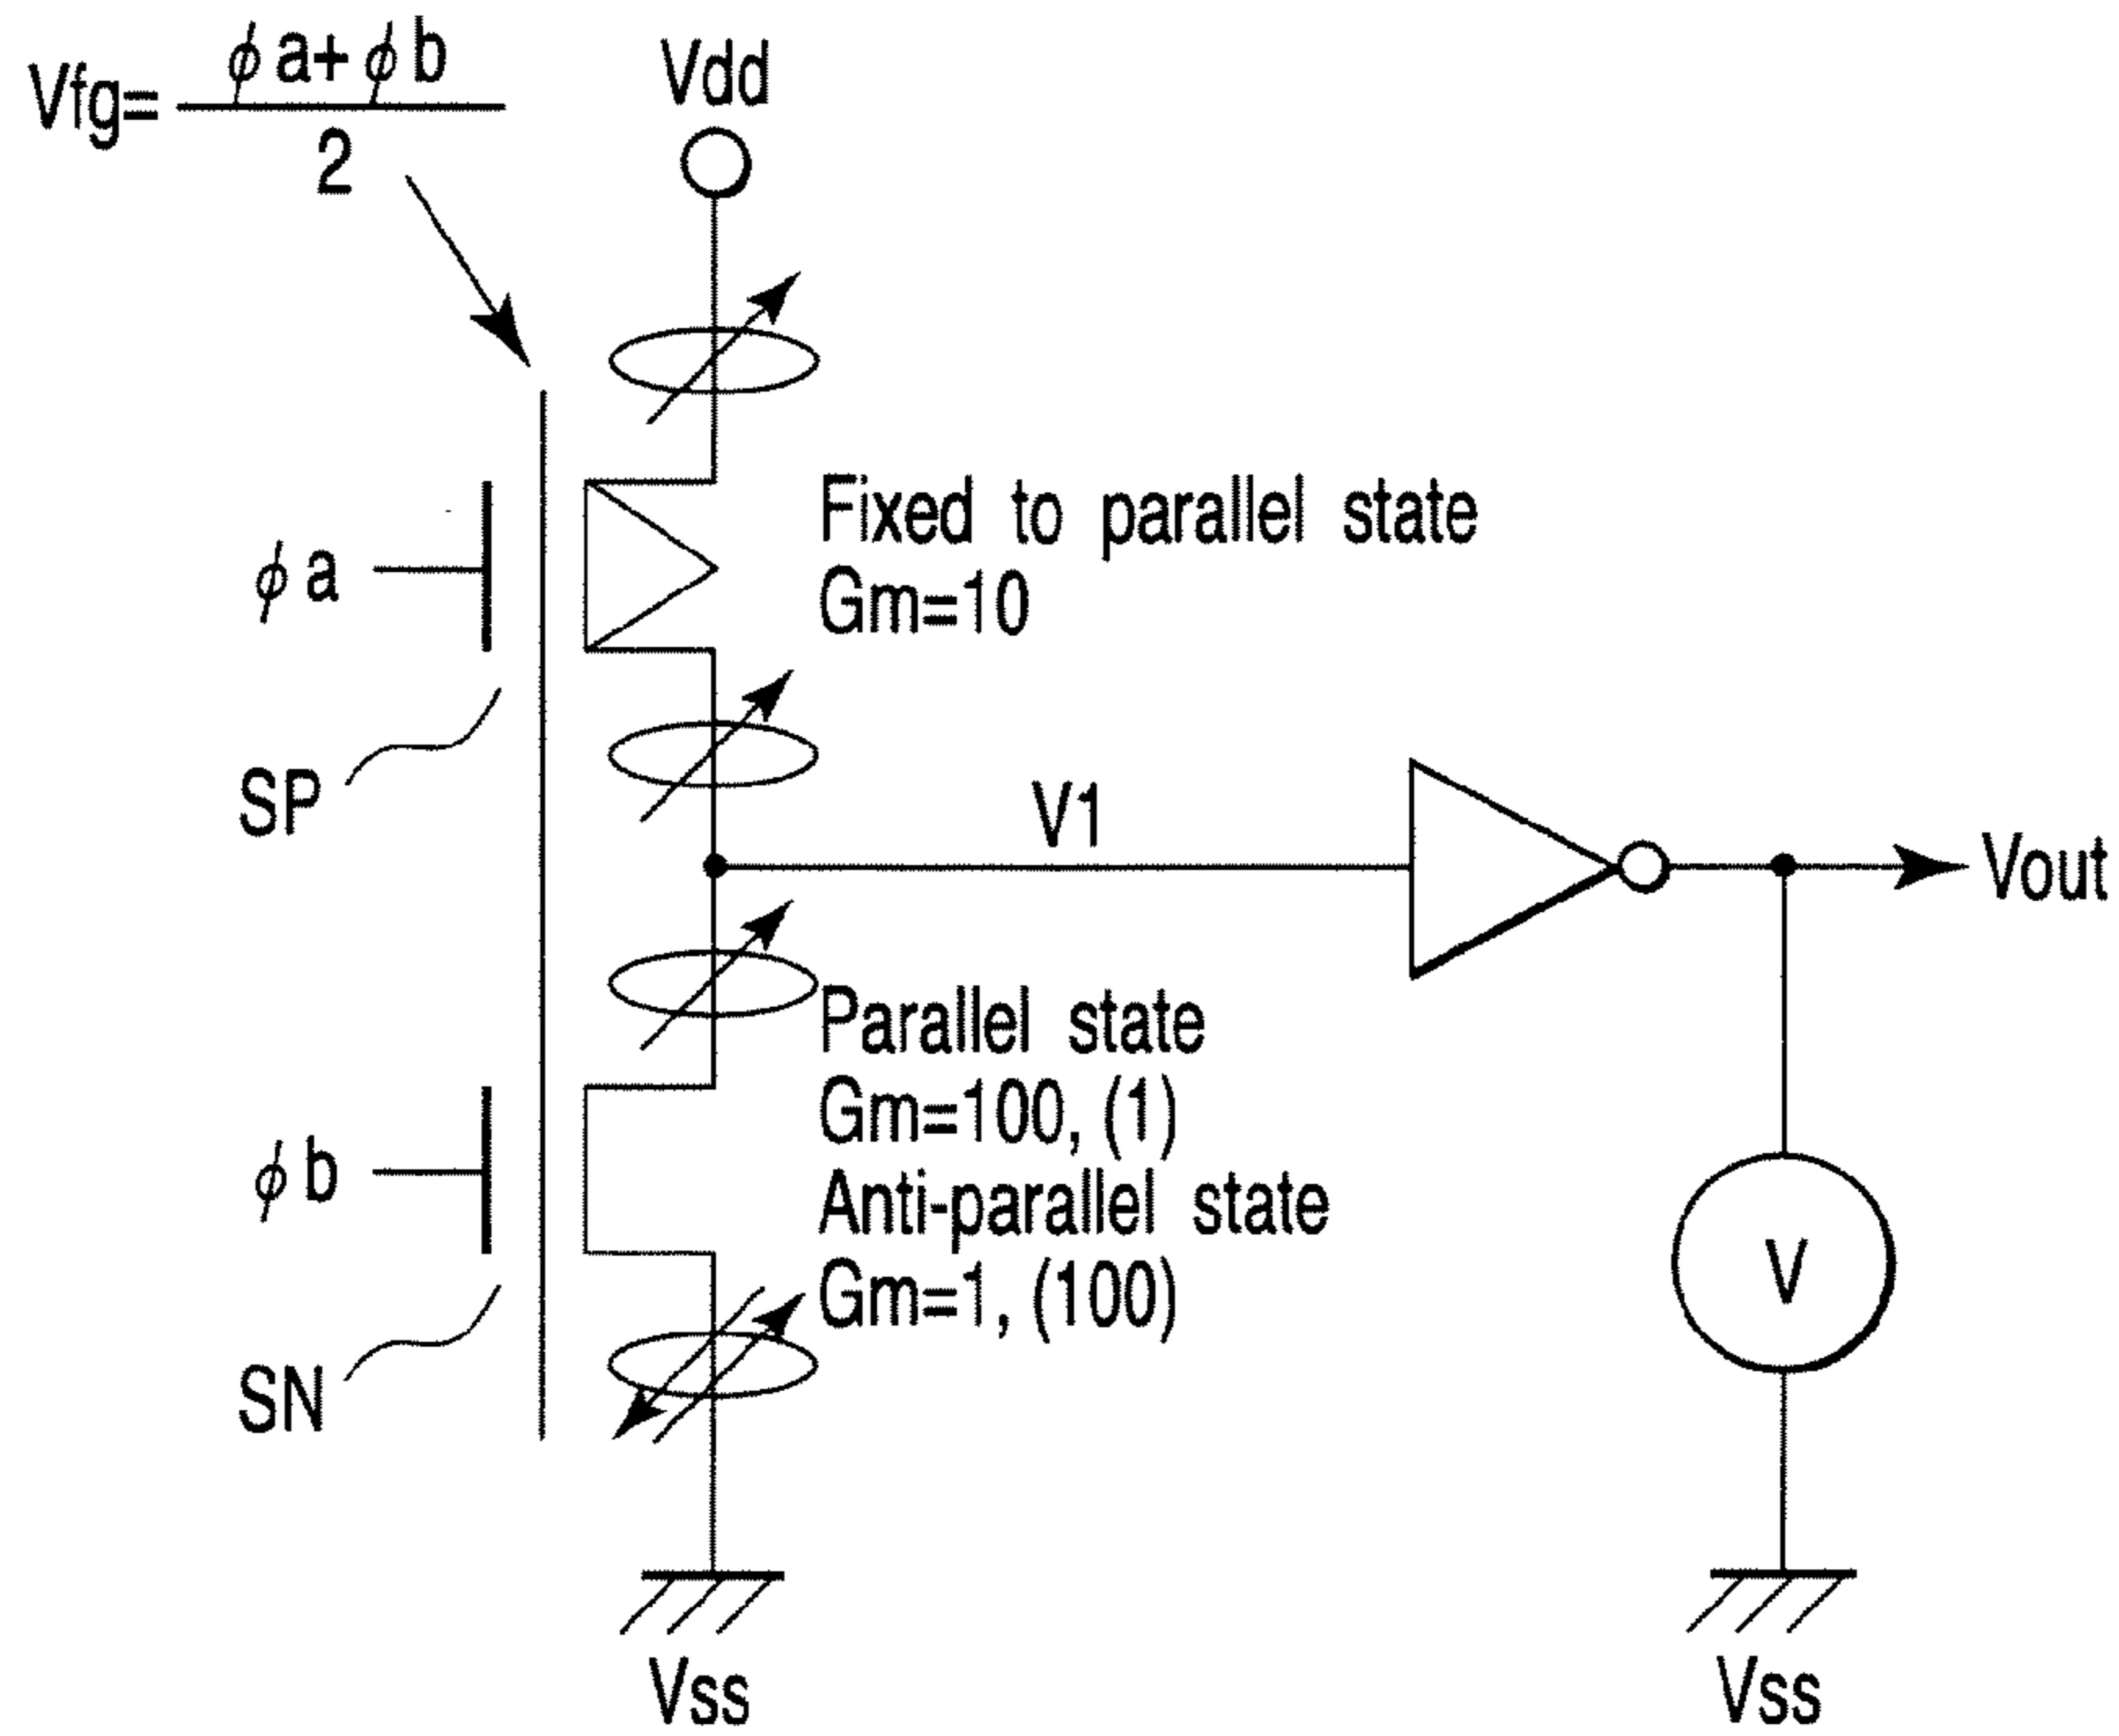 Vfg= ϕa+ϕb
2
Vdd
Fixed to parallel state
ϕa
Gm=10
SP
V1
Vout
Parallel state
Gm=100, (1)
ϕb
Anti-parallel state
Gm=1, (100)
V
SN
Vss
Vss